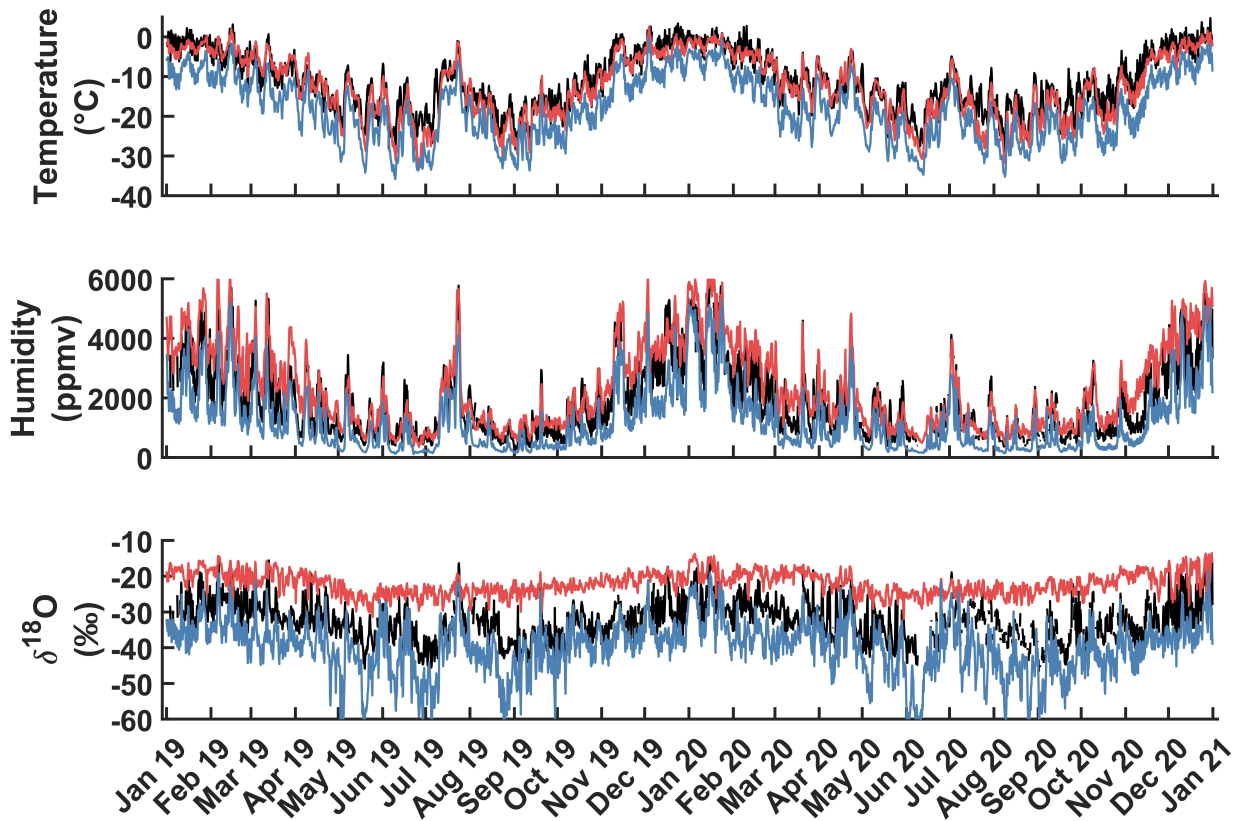 Temperature
(°C)
0
-10
-20
-30
-40
Humidity
(ppmv)
6000
4000
2000
0
δ18O
(‰)
-10
-20
-30
-40
-50
-60
Jan 19
Feb 19
Mar 19
Apr 19
May 19
Jun 19
Jul 19
Aug 19
Sep 19
Oct 19
Nov 19
Dec 19
Jan 20
Feb 20
Mar 20
Apr 20
May 20
Jun 20
Jul 20
Aug 20
Sep 20
Oct 20
Nov 20
Dec 20
Jan 21